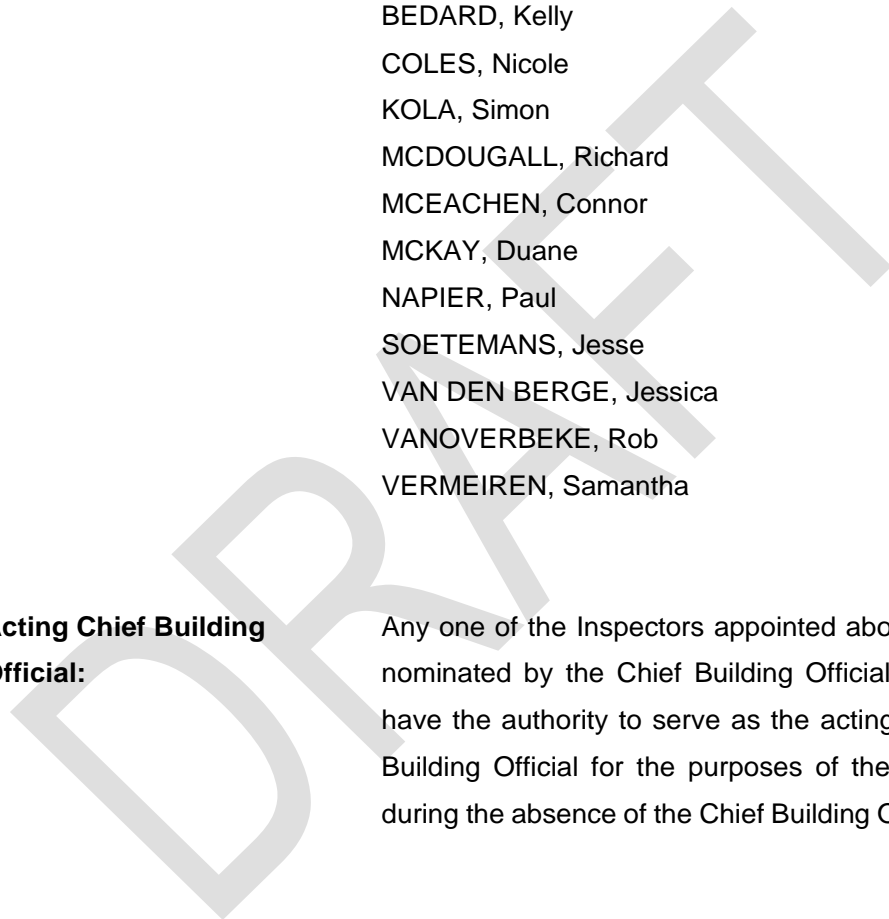 BEDARD, Kelly
COLES, Nicole
KOLA, Simon
MCDOUGALL, Richard
MCEACHEN, Connor
MCKAY, Duane
NAPIER, Paul
SOETEMANS, Jesse
VAN DEN BERGE, Jessica
VANOVERBEKE, Rob
VERMEIREN, Samantha
cting Chief Building
fficial:
Any one of the Inspectors appointed abo
nominated by the Chief Building Official
have the authority to serve as the acting
Building Official for the purposes of the
during the absence of the Chief Building
DRAFT